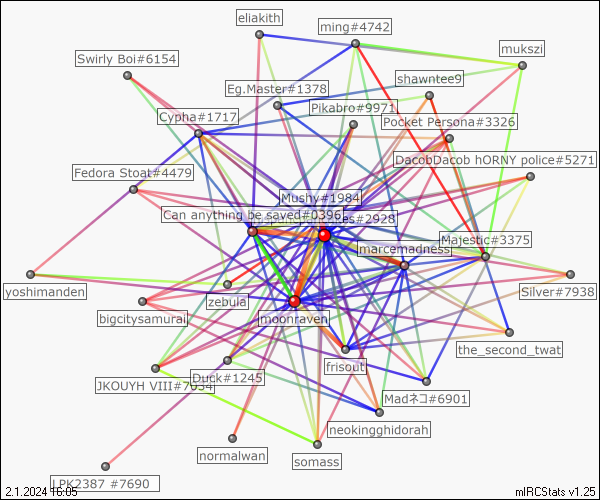 eliakith
ming#4742
mukszi
Swirly Boi#6154
shawntee9
Eg.Master#1378
Pikabro#9971
Cypha#1717
Pocket Persona#3326
DacobDacob hORNY police#5271
Fedora Stoat#4479
Mushy#1984
Can anything be saved#0396
#2928
Majestic#3375
marcemadness
yoshimanden
zebula
Silver#7938
bigcitysamurai
moonraven
the_second_twat
frisouti
JKOUYH VIII#7034
Duck#1245
Madネコ#6901
neokingghidorah
normalwan
somass
LPK2387 #7690
2.1.2024 16:05
mIRCStats v1.25